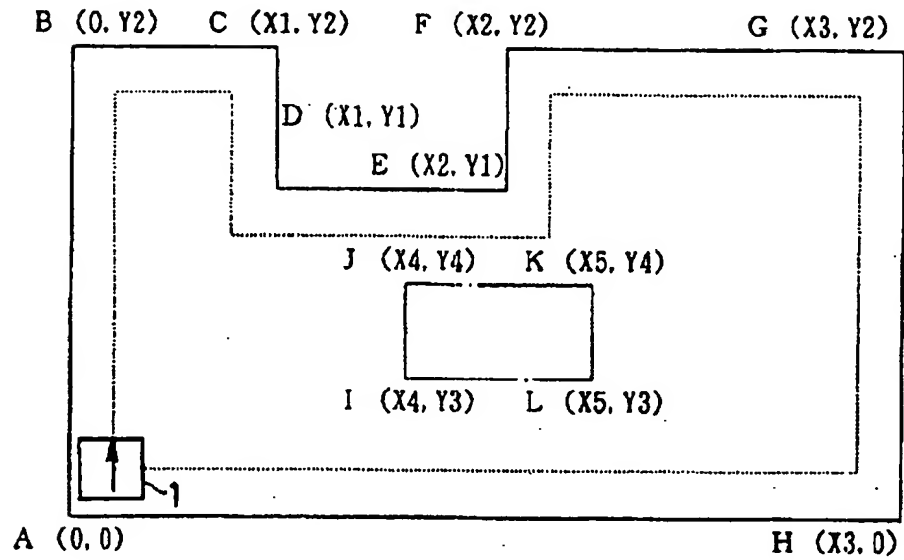 B (0, Y2) C (X1, Y2) F (X2, Y2) G (X3, Y2)
D (X1, Y1)
E (X2, Y1)
J (X4, Y4) K (X5, Y4)
I (X4, Y3) L (X5, Y3)
1
A (0, 0) H (X3, 0)